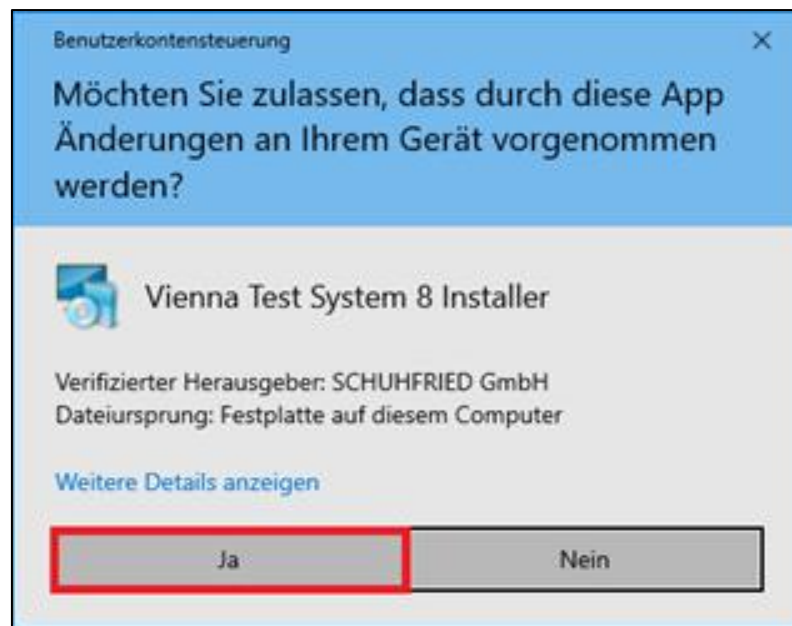 Benutzerkontensteuerung
Möchten Sie zulassen, dass durch diese App
Änderungen an Ihrem Gerät vorgenommen
werden?
Vienna Test System 8 Installer
Verifizierter Herausgeber: SCHUHFRIED GmbH
Dateiursprung: Festplatte auf diesem Computer
Weitere Details anzeigen
Ja
Nein